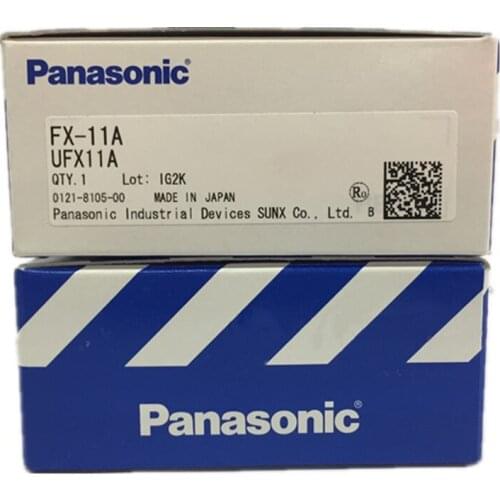 Panasonic®
FX-11A
UFX11A
QTY.1 Lot: IG2K
0121-8105-00 MADE IN JAPAN
Panasonic Industrial Devices SUNX Co., Ltd. B
Panasonic®